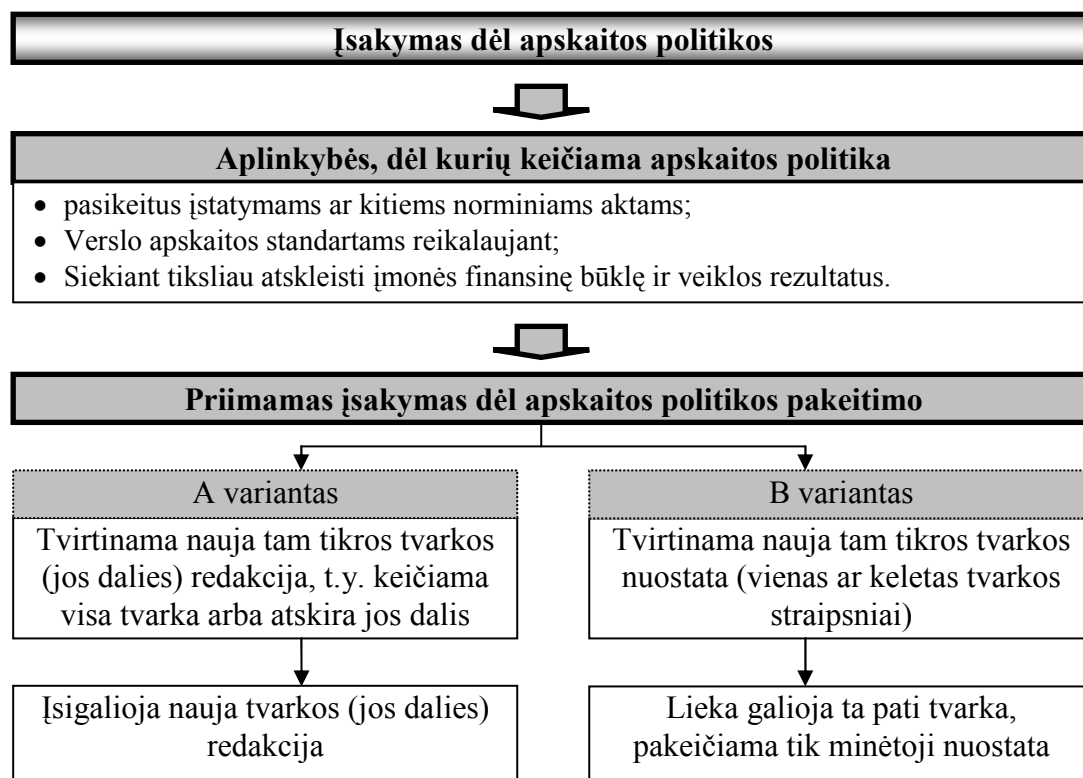 Įsakymas dėl apskaitos politikos
Aplinkybės, dėl kurių keičiama apskaitos politika
• pasikeitus įstatymams ar kitiems norminiams aktams;
• Verslo apskaitos standartams reikalaujant;
• Siekiant tiksliau atskleisti įmonės finansinę būklę ir veiklos rezultatus.
Priimamas įsakymas dėl apskaitos politikos pakeitimo
A variantas
Tvirtinama nauja tam tikros tvarkos
(jos dalies) redakcija, t.y. keičiama
visa tvarka arba atskira jos dalis
Įsigalioja nauja tvarkos (jos dalies)
redakcija
B variantas
Tvirtinama nauja tam tikros tvarkos
nuostata (vienas ar keletas tvarkos
straipsniai)
Lieka galioja ta pati tvarka,
pakeičiama tik minėtoji nuostata